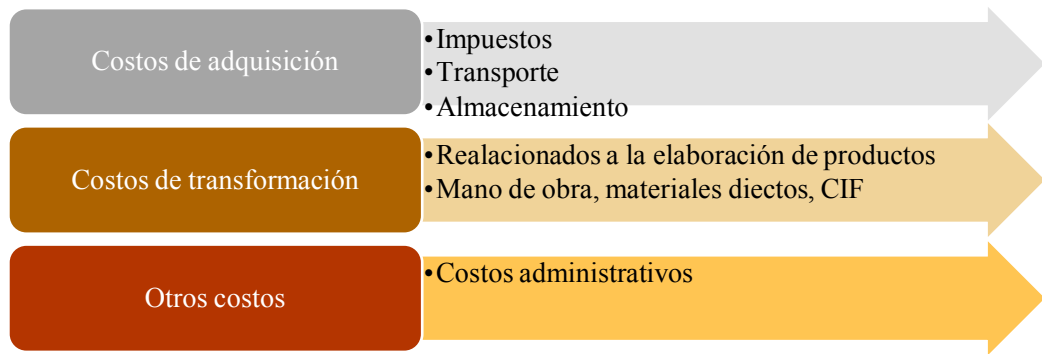 Costos de adquisición
•Impuestos
•Transporte
•Almacenamiento
Costos de transformación
•Realacionados a la elaboración de productos
•Mano de obra, materiales diectos, CIF
Otros costos
•Costos administrativos